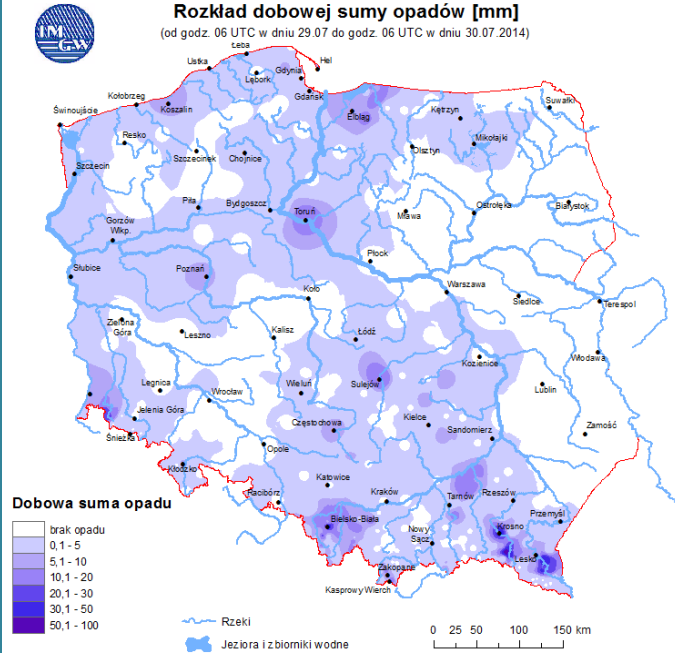 Rozkład dobowej sumy opadów [mm]
(od godz. 06 UTC w dniu 29.07 do godz. 06 UTC w dniu 30.07.2014)
IM
GW
Łeba
Ustka
Hel
Gdynia
Lębork
Gdańsk
Kołobrzeg
Koszalin
Świnoujście
Elbląg
Kętrzyn
Suwałki
Resko
Mikołajki
Olsztyn
Szczecinek
Chojnice
Szczecin
Piła
Bydgoszcz
Toruń
Mława
Ostrołęka
Białystok
Gorzów
Wlkp.
Płock
Słubice
Poznań
Koło
Warszawa
Siedlce
Terespol
Zielona
Góra
Leszno
Kalisz
Łódź
Kozienice
Włodawa
Legnica
Wrocław
Wieluń
Sulejów
Lublin
Jelenia Góra
Częstochowa
Kielce
Sandomierz
Zamość
Śnieżka
Opole
Kłodzko
Katowice
Racibórz
Kraków
Tarnów
Rzeszów
Przemyśl
Bielsko-Biała
Nowy
Sącz
Krosno
Lesko
Zakopane
Kasprowy Wierch
Dobowa suma opadu
brak opadu
0,1 - 5
5,1 - 10
10,1 - 20
20,1 - 30
30,1 - 50
50,1 - 100
Rzeki
Jeziora i zbiorniki wodne
0 25 50 100 150 km